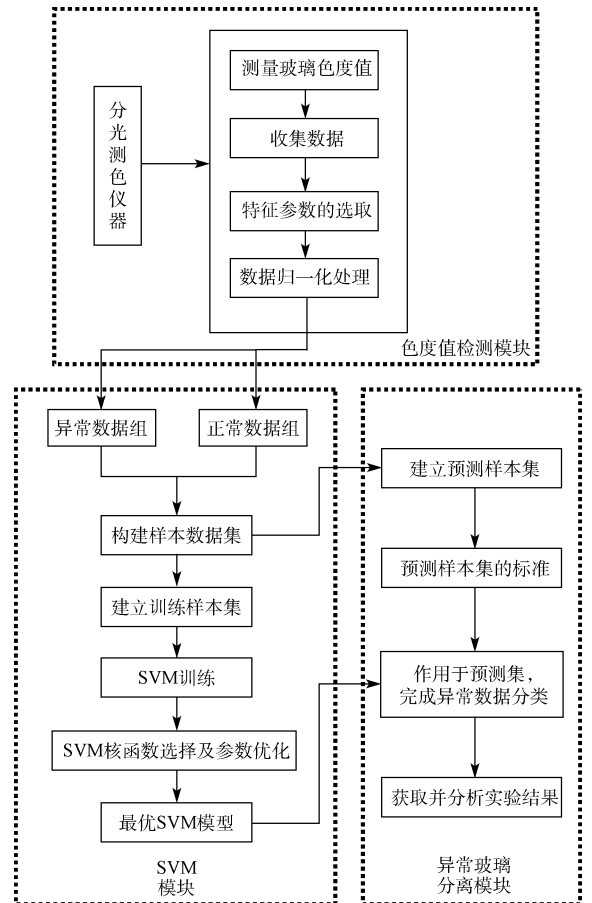 分光测色仪器
测量玻璃色度值
收集数据
特征参数的选取
数据归一化处理
色度值检测模块
异常数据组
正常数据组
构建样本数据集
建立训练样本集
SVM训练
SVM核函数选择及参数优化
最优SVM模型
SVM
模块
建立预测样本集
预测样本集的标准
作用于预测集，
完成异常数据分类
获取并分析实验结果
异常玻璃
分离模块